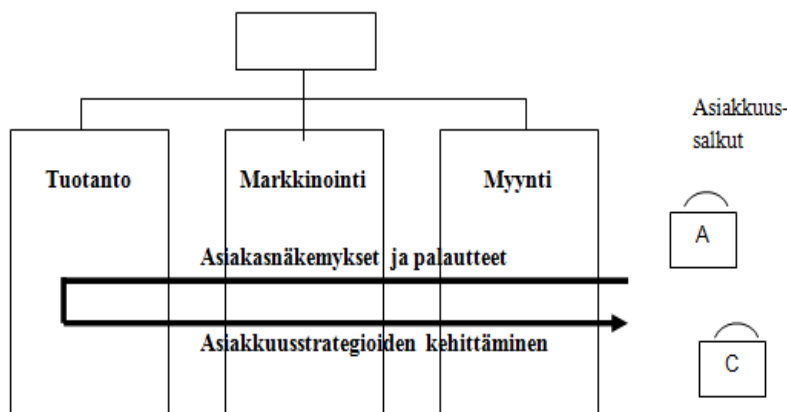 Asiakkuus-
salkut
Tuotanto
Markkinointi
Myynti
A
Asiakasnäkemykset ja palautteet
Asiakkuusstrategioiden kehittäminen
C